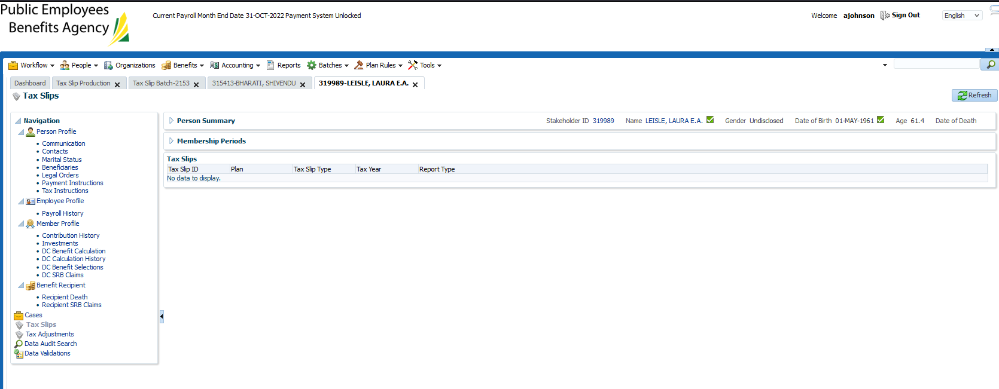 Public Employees
Benefits Agency
Current Payroll Month End Date 31-OCT-2022 Payment System Unlocked
Welcome ajohnson Sign Out English
Workflow People Organizations Benefits Accounting Reports Batches Plan Rules Tools
Dashboard Tax Slip Production Tax Slip Batch-2153 315413-BHARATI, SHIVENDU 319989-LEISLE, LAURA E.A.
Tax Slips
Refresh
Navigation
Person Profile
Communication
Contacts
Marital Status
Beneficiaries
Legal Orders
Payment Instructions
Tax Instructions
Employee Profile
Payroll History
Member Profile
Contribution History
Investments
DC Benefit Calculation
DC Calculation History
DC Benefit Selections
DC SRB Claims
Benefit Recipient
Recipient Death
Recipient SRB Claims
Cases
Tax Slips
Tax Adjustments
Data Audit Search
Data Validations
Person Summary Stakeholder ID 319989 Name LEISLE, LAURA E.A. Gender Undisclosed Date of Birth 01-MAY-1961 Age 61.4 Date of Death
Membership Periods
Tax Slips
Tax Slip ID Plan Tax Slip Type Tax Year Report Type
No data to display.